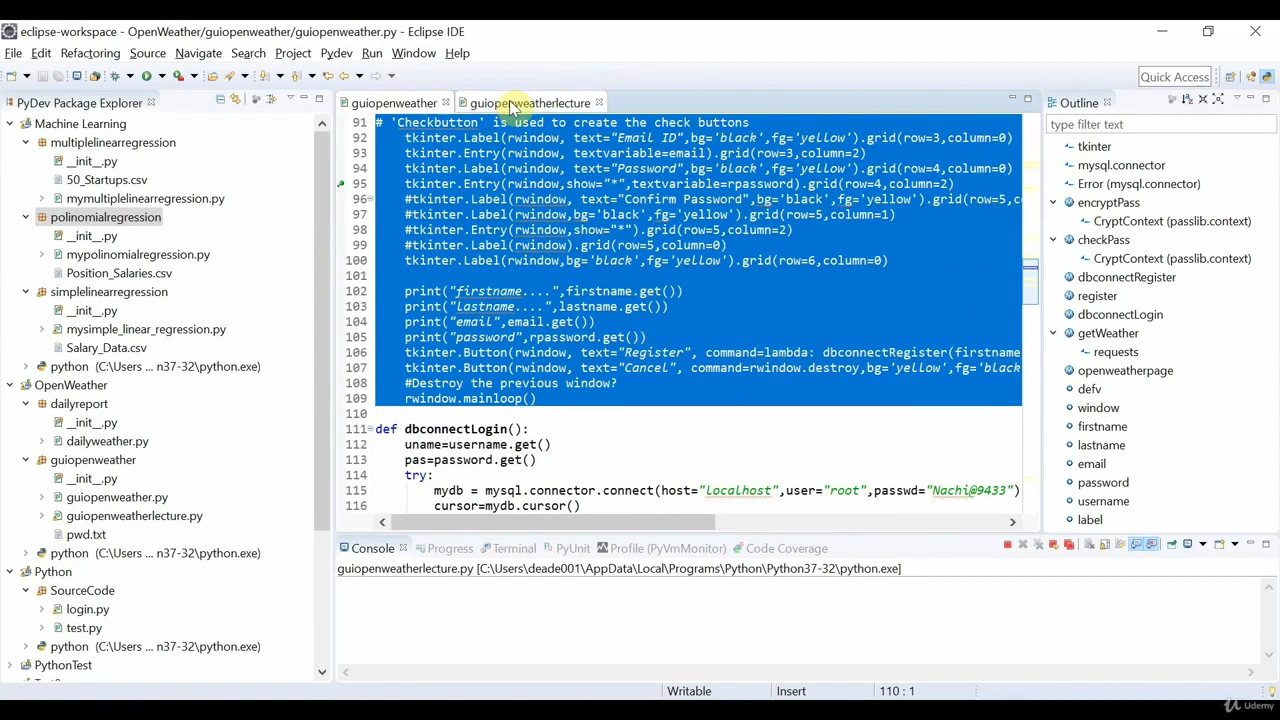 eclipse-workspace - OpenWeather/guiopenweather/guiopenweather.py - Eclipse IDE
File Edit Refactoring Source Navigate Search Project Pydev Run Window Help
Quick Access
PyDev Package Explorer
Machine Learning
multiplelinearregression
__init__.py
50_Startups.csv
mymultiplelinearregression.py
polinomialregression
__init__.py
mypolinomialregression.py
Position_Salaries.csv
simplelinearregression
__init__.py
mysimple_linear_regression.py
Salary_Data.csv
python (C:\Users ... n37-32\python.exe)
OpenWeather
dailyreport
__init__.py
dailyweather.py
guiopenweather
__init__.py
guiopenweather.py
guiopenweatherlecture.py
pwd.txt
python (C:\Users ... n37-32\python.exe)
Python
SourceCode
login.py
test.py
python (C:\Users ... n37-32\python.exe)
PythonTest
guiopenweather guiopenweatherlecture
91 # 'Checkbutton' is used to create the check buttons
92 tkinter.Label(rwindow, text="Email ID",bg='black',fg='yellow').grid(row=3,column=0)
93 tkinter.Entry(rwindow, textvariable=email).grid(row=3,column=2)
94 tkinter.Label(rwindow, text="Password",bg='black',fg='yellow').grid(row=4,column=0)
95 tkinter.Entry(rwindow,show="*",textvariable=rpassword).grid(row=4,column=2)
96 #tkinter.Label(rwindow, text="Confirm Password",bg='black',fg='yellow').grid(row=5,c
97 #tkinter.Label(rwindow,bg='black',fg='yellow').grid(row=5,column=1)
98 #tkinter.Entry(rwindow,show="*").grid(row=5,column=2)
99 #tkinter.Label(rwindow).grid(row=5,column=0)
100 tkinter.Label(rwindow,bg='black',fg='yellow').grid(row=6,column=0)
101
102 print("firstname....",firstname.get())
103 print("lastname....",lastname.get())
104 print("email",email.get())
105 print("password",rpassword.get())
106 tkinter.Button(rwindow, text="Register", command=lambda: dbconnectRegister(firstname
107 tkinter.Button(rwindow, text="Cancel", command=rwindow.destroy,bg='yellow',fg='black
108 #Destroy the previous window?
109 rwindow.mainloop()
110
111 def dbconnectLogin():
112 uname=username.get()
113 pas=password.get()
114 try:
115 mydb = mysql.connector.connect(host="localhost",user="root",passwd="Nachi@9433")
116 cursor=mydb.cursor()
Outline
type filter text
tkinter
mysql.connector
Error (mysql.connector)
encryptPass
CryptContext (passlib.context)
checkPass
CryptContext (passlib.context)
dbconnectRegister
register
dbconnectLogin
getWeather
requests
openweatherpage
defv
window
firstname
lastname
email
password
username
label
Console Progress Terminal PyUnit Profile (PyVmMonitor) Code Coverage
guiopenweatherlecture.py [C:\Users\deade001\AppData\Local\Programs\Python\Python37-32\python.exe]
Writable Insert 110 : 1
Udemy